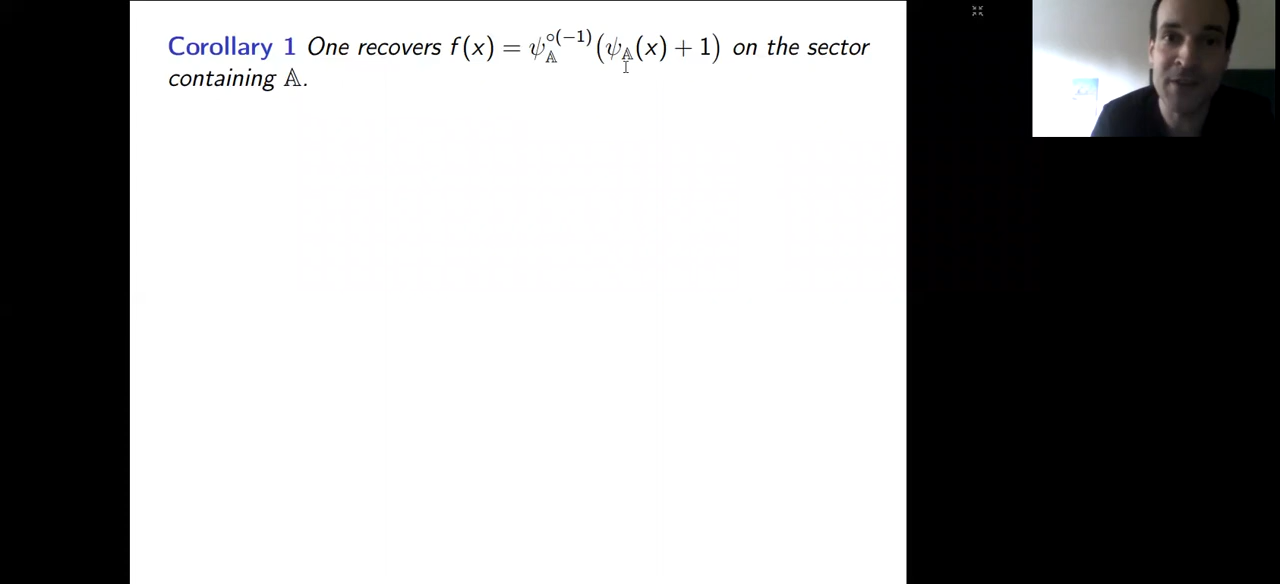 Corollary 1 One recovers f(x) = ψ_𝔸^{∘(−1)}(ψ_𝔸(x) + 1) on the sector
containing 𝔸.